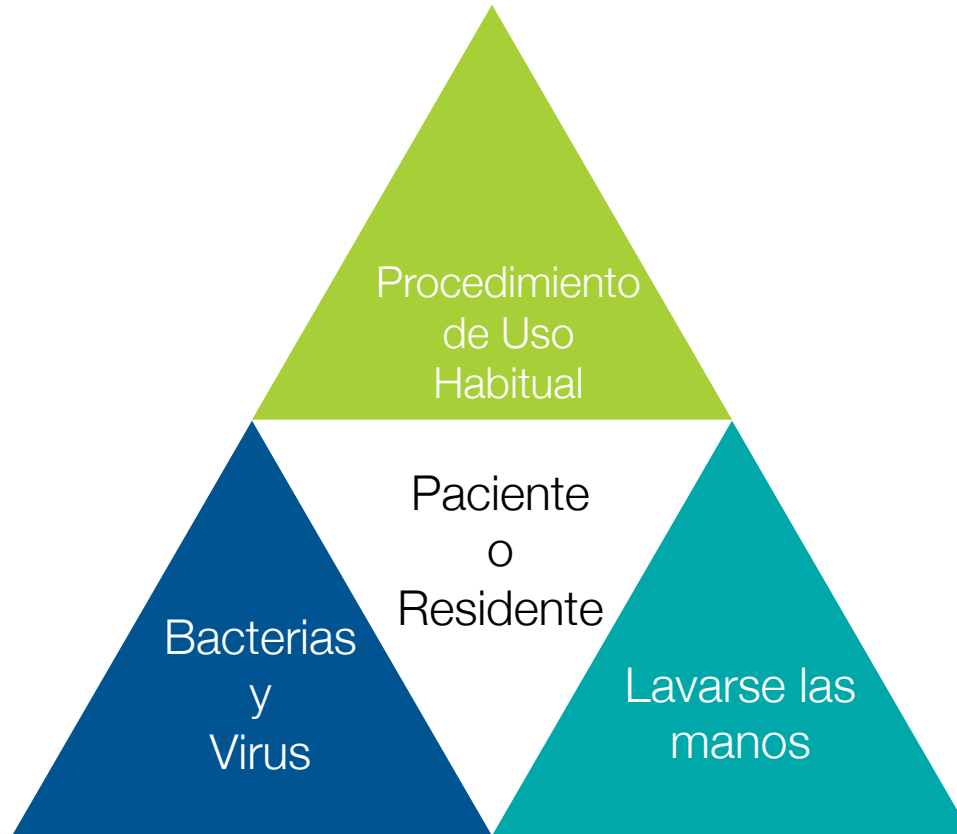 Procedimiento
de Uso
Habitual
Paciente
o
Residente
Bacterias
y
Virus
Lavarse las
manos